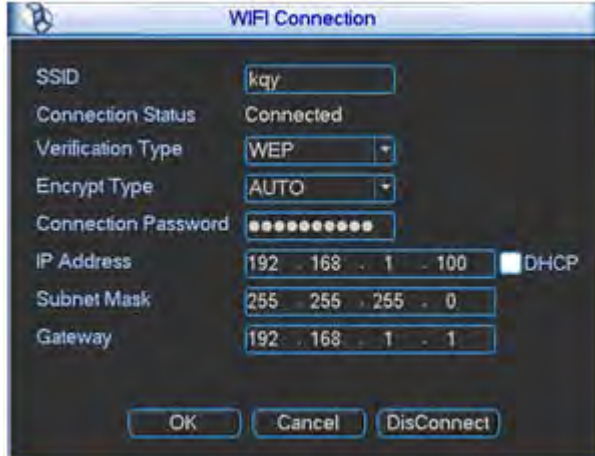 WIFI Connection
SSID kqy
Connection Status Connected
Verification Type WEP
Encrypt Type AUTO
Connection Password ●●●●●●●●●●
IP Address 192 . 168 . 1 . 100 DHCP
Subnet Mask 255 . 255 . 255 . 0
Gateway 192 . 168 . 1 . 1
OK Cancel DisConnect